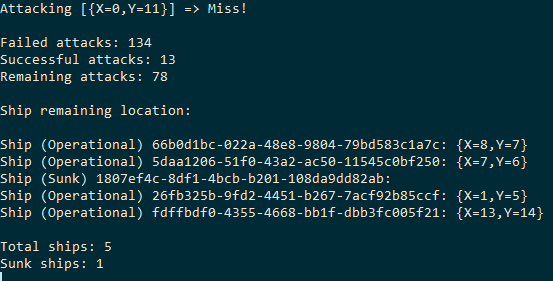 Attacking [{X=0,Y=11}] => Miss!
Failed attacks: 134
Successful attacks: 13
Remaining attacks: 78
Ship remaining location:
Ship (Operational) 66b0d1bc-022a-48e8-9804-79bd583c1a7c: {X=8,Y=7}
Ship (Operational) 5daa1206-51f0-43a2-ac50-11545c0bf250: {X=7,Y=6}
Ship (Sunk) 1807ef4c-8df1-4bcb-b201-108da9dd82ab:
Ship (Operational) 26fb325b-9fd2-4451-b267-7acf92b85ccf: {X=1,Y=5}
Ship (Operational) fdffbdf0-4355-4668-bb1f-dbb3fc005f21: {X=13,Y=14}
Total ships: 5
Sunk ships: 1